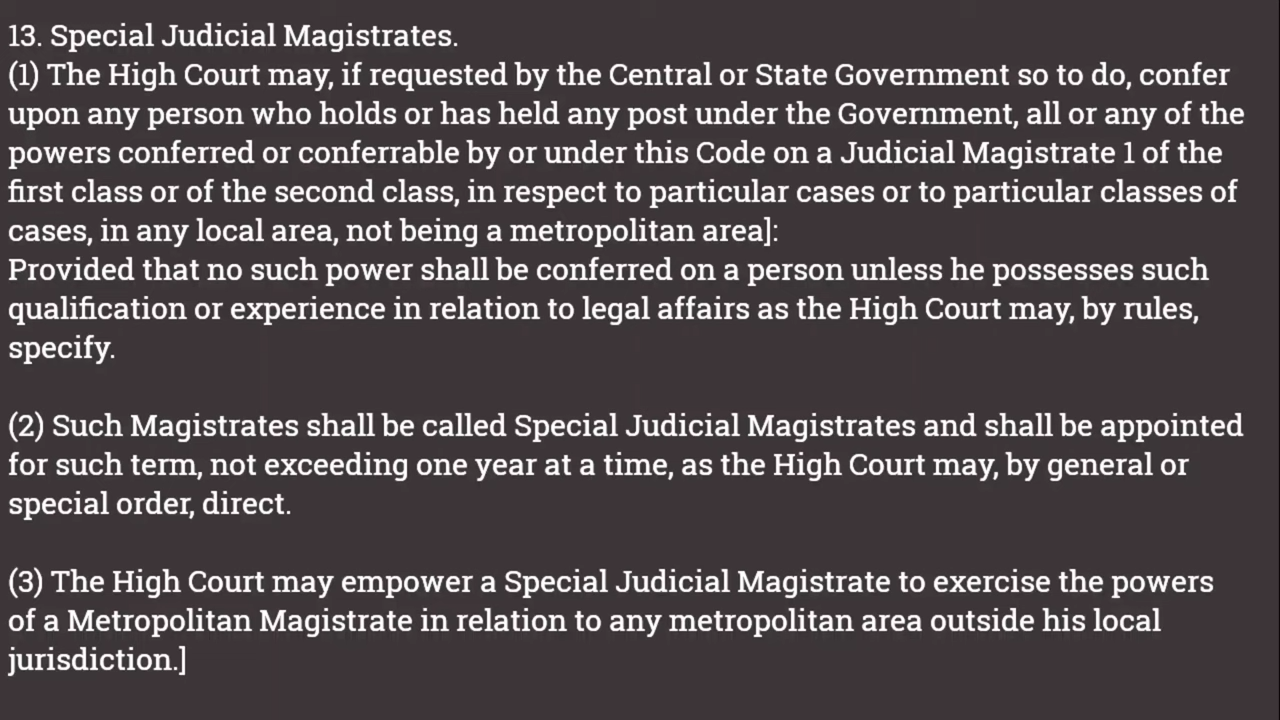 13. Special Judicial Magistrates.
(1) The High Court may, if requested by the Central or State Government so to do, confer
upon any person who holds or has held any post under the Government, all or any of the
powers conferred or conferrable by or under this Code on a Judicial Magistrate 1 of the
first class or of the second class, in respect to particular cases or to particular classes of
cases, in any local area, not being a metropolitan area]:
Provided that no such power shall be conferred on a person unless he possesses such
qualification or experience in relation to legal affairs as the High Court may, by rules,
specify.
(2) Such Magistrates shall be called Special Judicial Magistrates and shall be appointed
for such term, not exceeding one year at a time, as the High Court may, by general or
special order, direct.
(3) The High Court may empower a Special Judicial Magistrate to exercise the powers
of a Metropolitan Magistrate in relation to any metropolitan area outside his local
jurisdiction.]